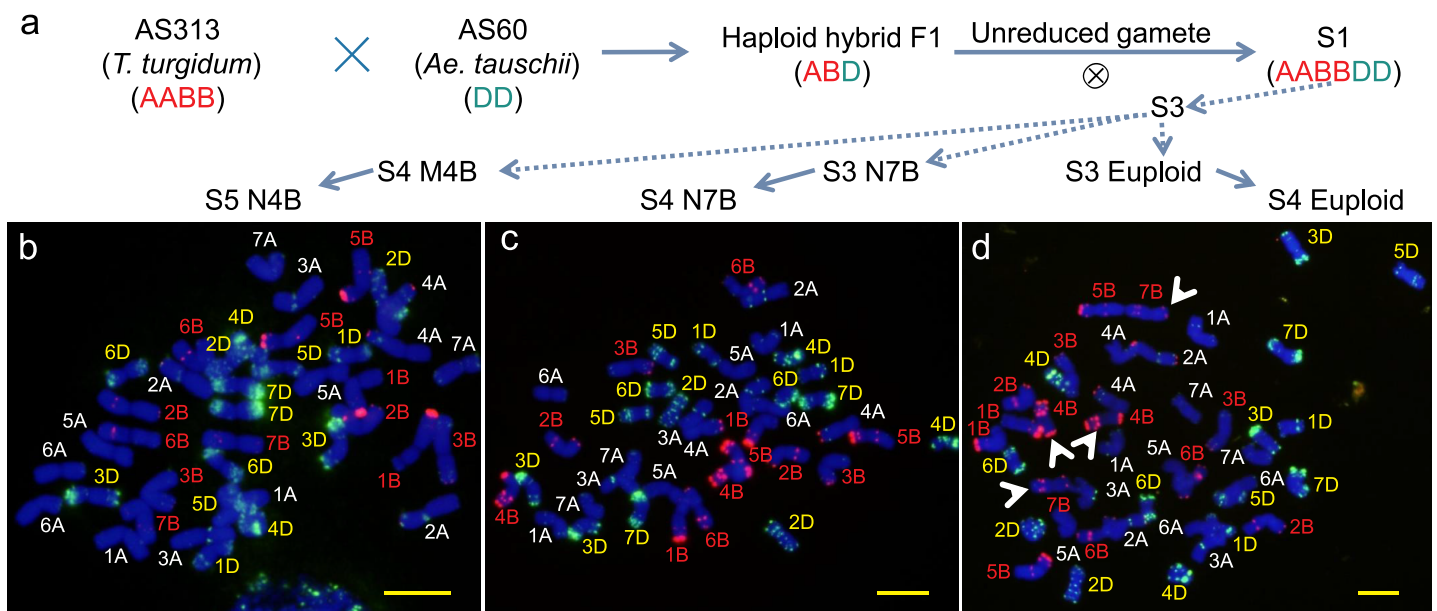 a
AS313
(T. turgidum)
(AABB)
AS60
(Ae. tauschii)
(DD)
Haploid hybrid F1
(ABD)
Unreduced gamete
S1
(AABBDD)
S3
S4 M4B
S5 N4B
S3 N7B
S4 N7B
S3 Euploid
S4 Euploid
b
7A
5B
3A
2D
4A
4D
6B
5B
2D
1D
4A
6D
5D
7A
2A
7D
5A
1B
5A
2B
7D
2B
6B
7B
3D
3B
6A
3D
3B
6D
1B
5D
1A
6A
7B
4D
2A
1A
3A
1D
c
6B
2A
1A
5D
1D
4D
3B
5A
1D
6A
6D
2D
2A
6D
7D
5D
2B
1B
6A
4A
3A
4A
5B
4D
5B
3D
7A
2B
3B
3A
5A
4B
4B
7A
1A
3D
7D
2D
1B
6B
d
3D
5D
5B
7B
1A
4A
7D
3B
2A
4D
2B
4A
7A
3B
4B
4B
1B
3D
1D
1B
5A
6D
1A
6B
7A
6A
7D
3A
6D
5D
7B
2D
6A
2B
5A
6B
2A
1D
3A
5B
2D
4D